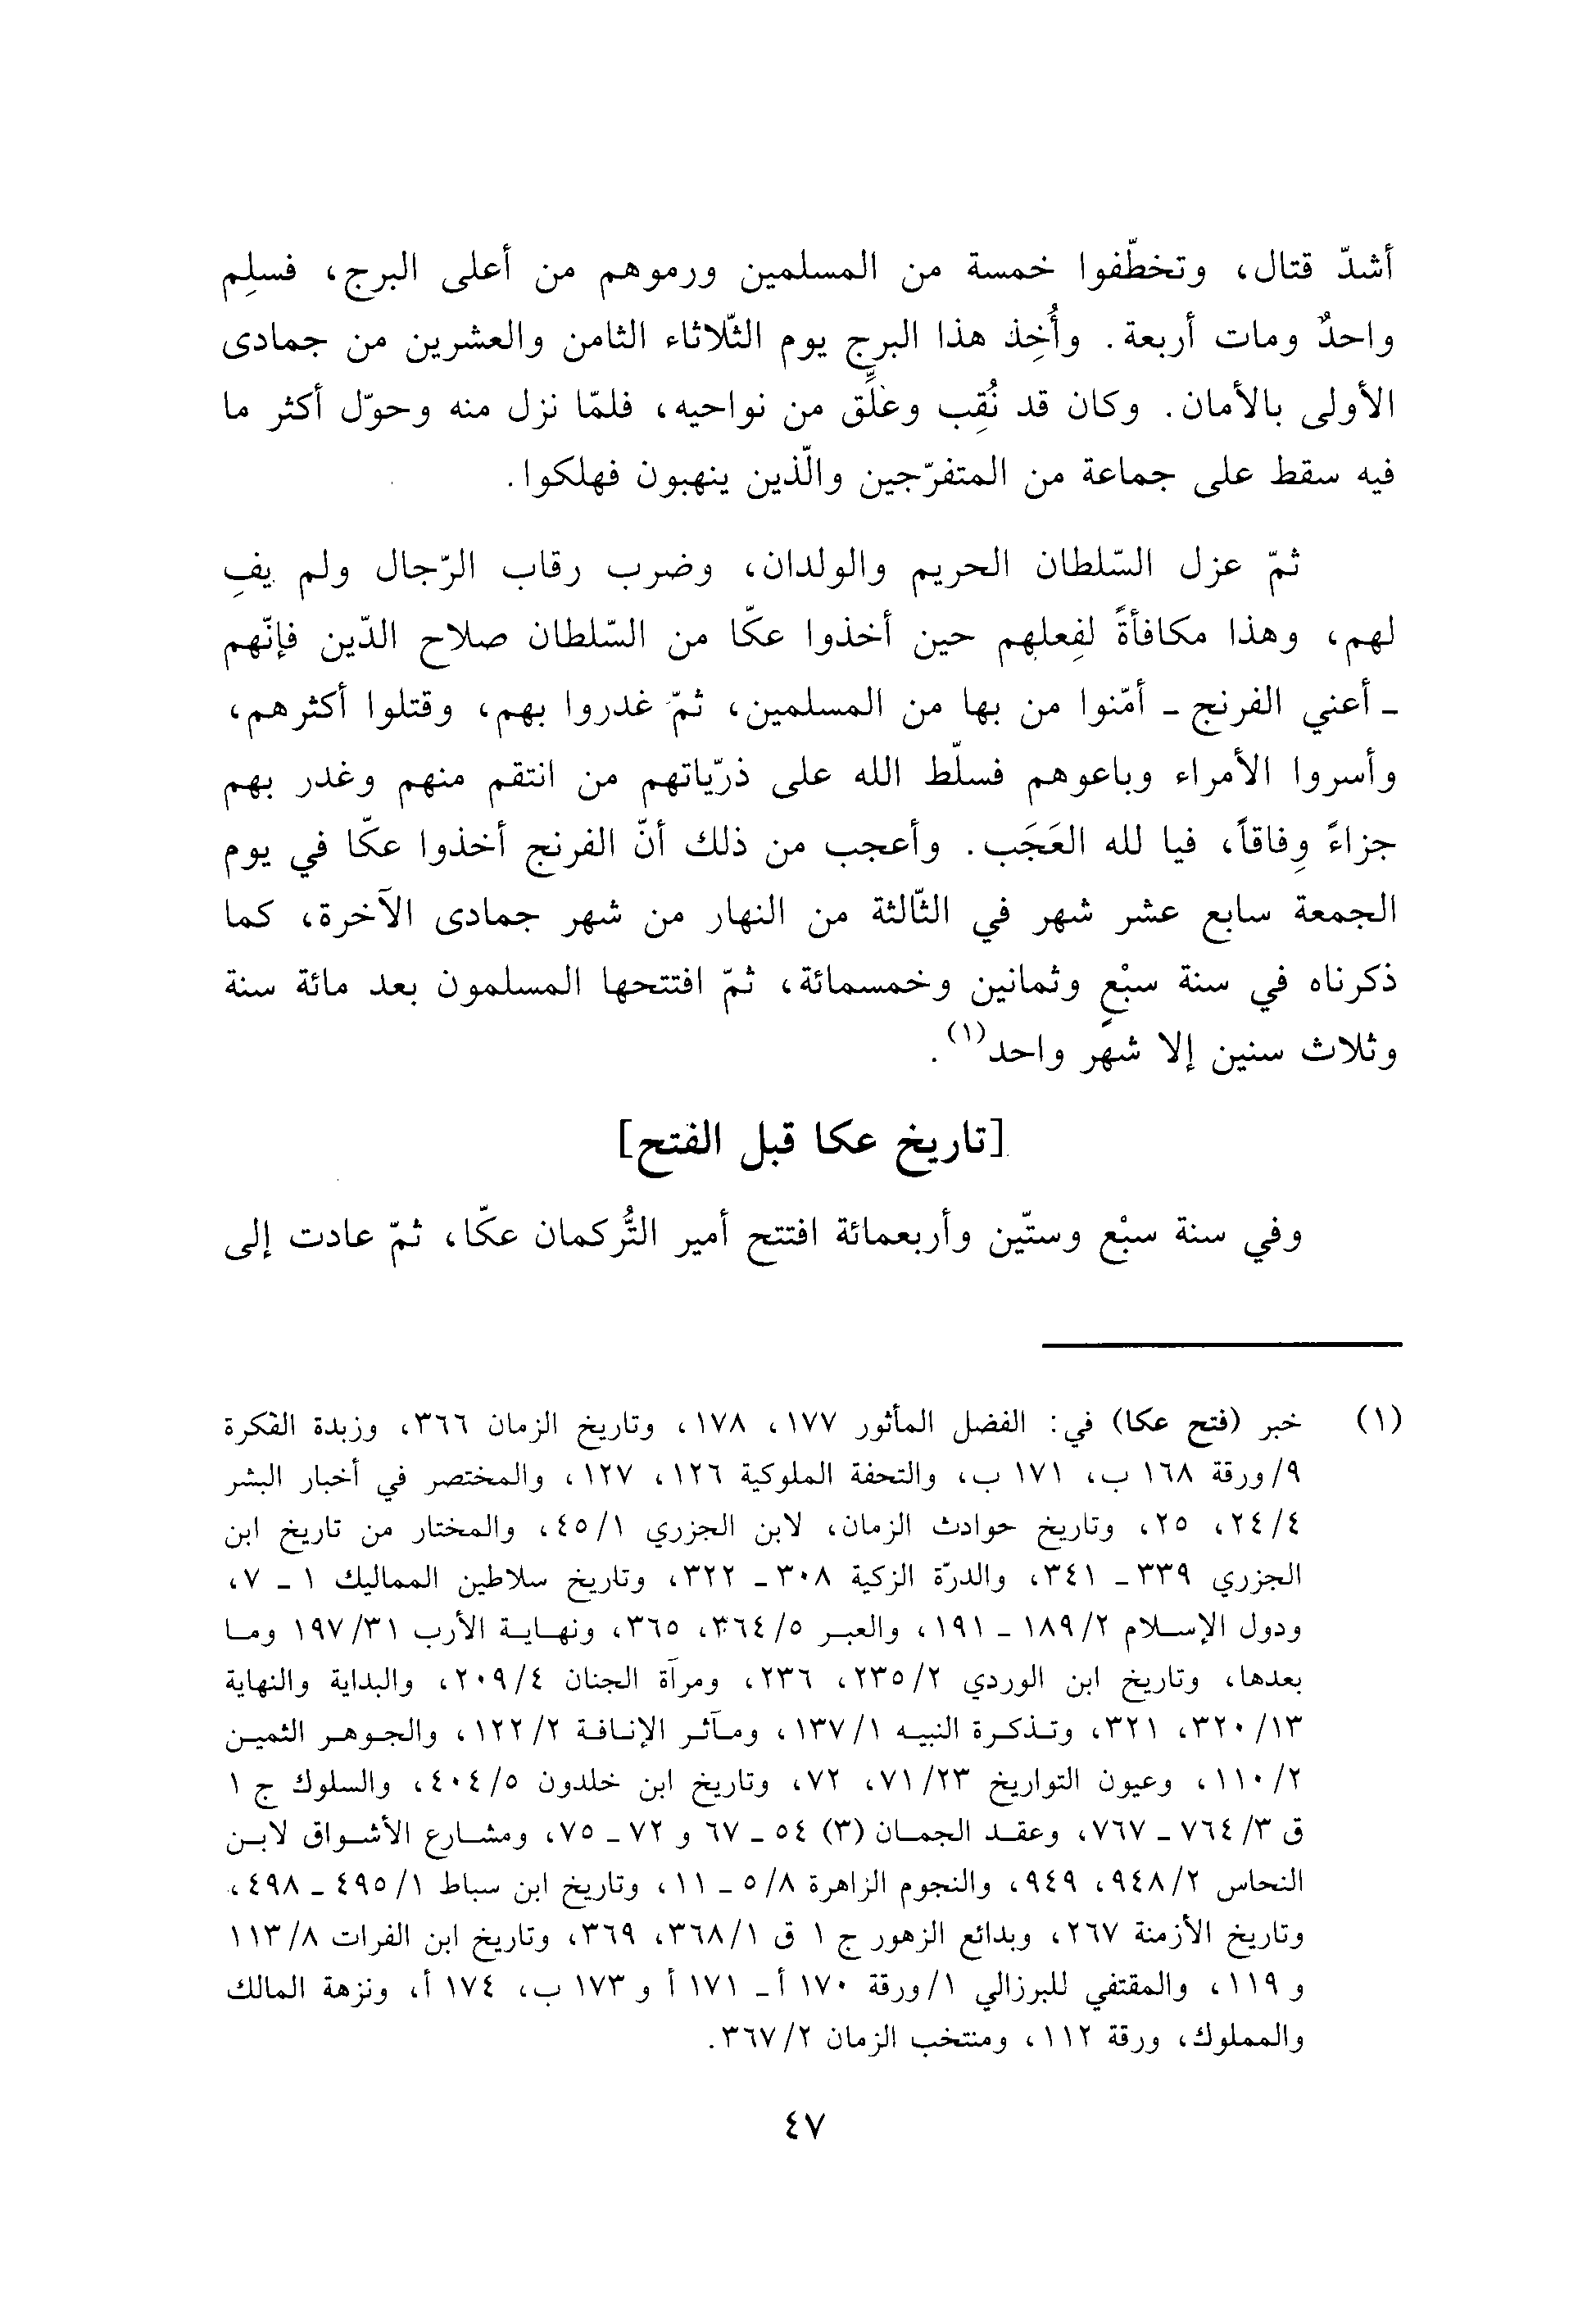 أشدّ قتال، وتخطّفوا خمسة من المسلمين ورموهم من أعلى البرج، فسلِم
واحدٌ ومات أربعة. وأُخِذ هذا البرج يوم الثّلاثاء الثامن والعشرين من جمادى
الأولى بالأمان. وكان قد نُقِب وعُلِّق من نواحيه، فلمّا نزل منه وحوّل أكثر ما
فيه سقط على جماعة من المتفرّجين والّذين ينهبون فهلكوا.
ثمّ عزل السّلطان الحريم والولدان، وضرب رقاب الرّجال ولم يفِ
لهم، وهذا مكافأةً لفِعلهم حين أخذوا عكّا من السّلطان صلاح الدّين فإنّهم
ـ أعني الفرنج ـ أمّنوا من بها من المسلمين، ثمّ غدروا بهم، وقتلوا أكثرهم،
وأسروا الأمراء وباعوهم فسلّط الله على ذرّياتهم من انتقم منهم وغدر بهم
جزاءً وِفاقاً، فيا لله العَجَب. وأعجب من ذلك أنّ الفرنج أخذوا عكّا في يوم
الجمعة سابع عشر شهر في الثّالثة من النهار من شهر جمادى الآخرة، كما
ذكرناه في سنة سبْعٍ وثمانين وخمسمائة، ثمّ افتتحها المسلمون بعد مائة سنة
وثلاث سنين إلا شهر واحد(١).
[تاريخ عكا قبل الفتح]
وفي سنة سبْع وستّين وأربعمائة افتتح أمير التُّركمان عكّا، ثمّ عادت إلى
(١) خبر (فتح عكا) في: الفضل المأثور ١٧٧، ١٧٨، وتاريخ الزمان ٣٦٦، وزبدة الفكرة
٩/ورقة ١٦٨ ب، ١٧١ ب، والتحفة الملوكية ١٢٦، ١٢٧، والمختصر في أخبار البشر
٤/٢٤، ٢٥، وتاريخ حوادث الزمان، لابن الجزري ١/٤٥، والمختار من تاريخ ابن
الجزري ٣٣٩ ـ ٣٤١، والدرّة الزكية ٣٠٨ ـ ٣٢٢، وتاريخ سلاطين المماليك ١ ـ ٧،
ودول الإسلام ٢/١٨٩ ـ ١٩١، والعبر ٥/٣٦٤، ٣٦٥، ونهاية الأرب ٣١/١٩٧ وما
بعدها، وتاريخ ابن الوردي ٢/٢٣٥، ٢٣٦، ومرآة الجنان ٤/٢٠٩، والبداية والنهاية
١٣/٣٢٠، ٣٢١، وتذكرة النبيه ١/١٣٧، ومآثر الإنافة ٢/١٢٢، والجوهر الثمين
٢/١١٠، وعيون التواريخ ٢٣/٧١، ٧٢، وتاريخ ابن خلدون ٥/٤٠٤، والسلوك ج ١
ق ٣/٧٦٤ ـ ٧٦٧، وعقد الجمان (٣) ٥٤ ـ ٦٧ و ٧٢ ـ ٧٥، ومشارع الأشواق لابن
النحاس ٢/٩٤٨، ٩٤٩، والنجوم الزاهرة ٨/٥ ـ ١١، وتاريخ ابن سباط ١/٤٩٥ ـ ٤٩٨،
وتاريخ الأزمنة ٢٦٧، وبدائع الزهور ج ١ ق ١/٣٦٨، ٣٦٩، وتاريخ ابن الفرات ٨/١١٣
و ١١٩، والمقتفي للبرزالي ١/ورقة ١٧٠ أ ـ ١٧١ أ و ١٧٣ ب، ١٧٤ أ، ونزهة المالك
والمملوك، ورقة ١١٢، ومنتخب الزمان ٢/٣٦٧.
٤٧